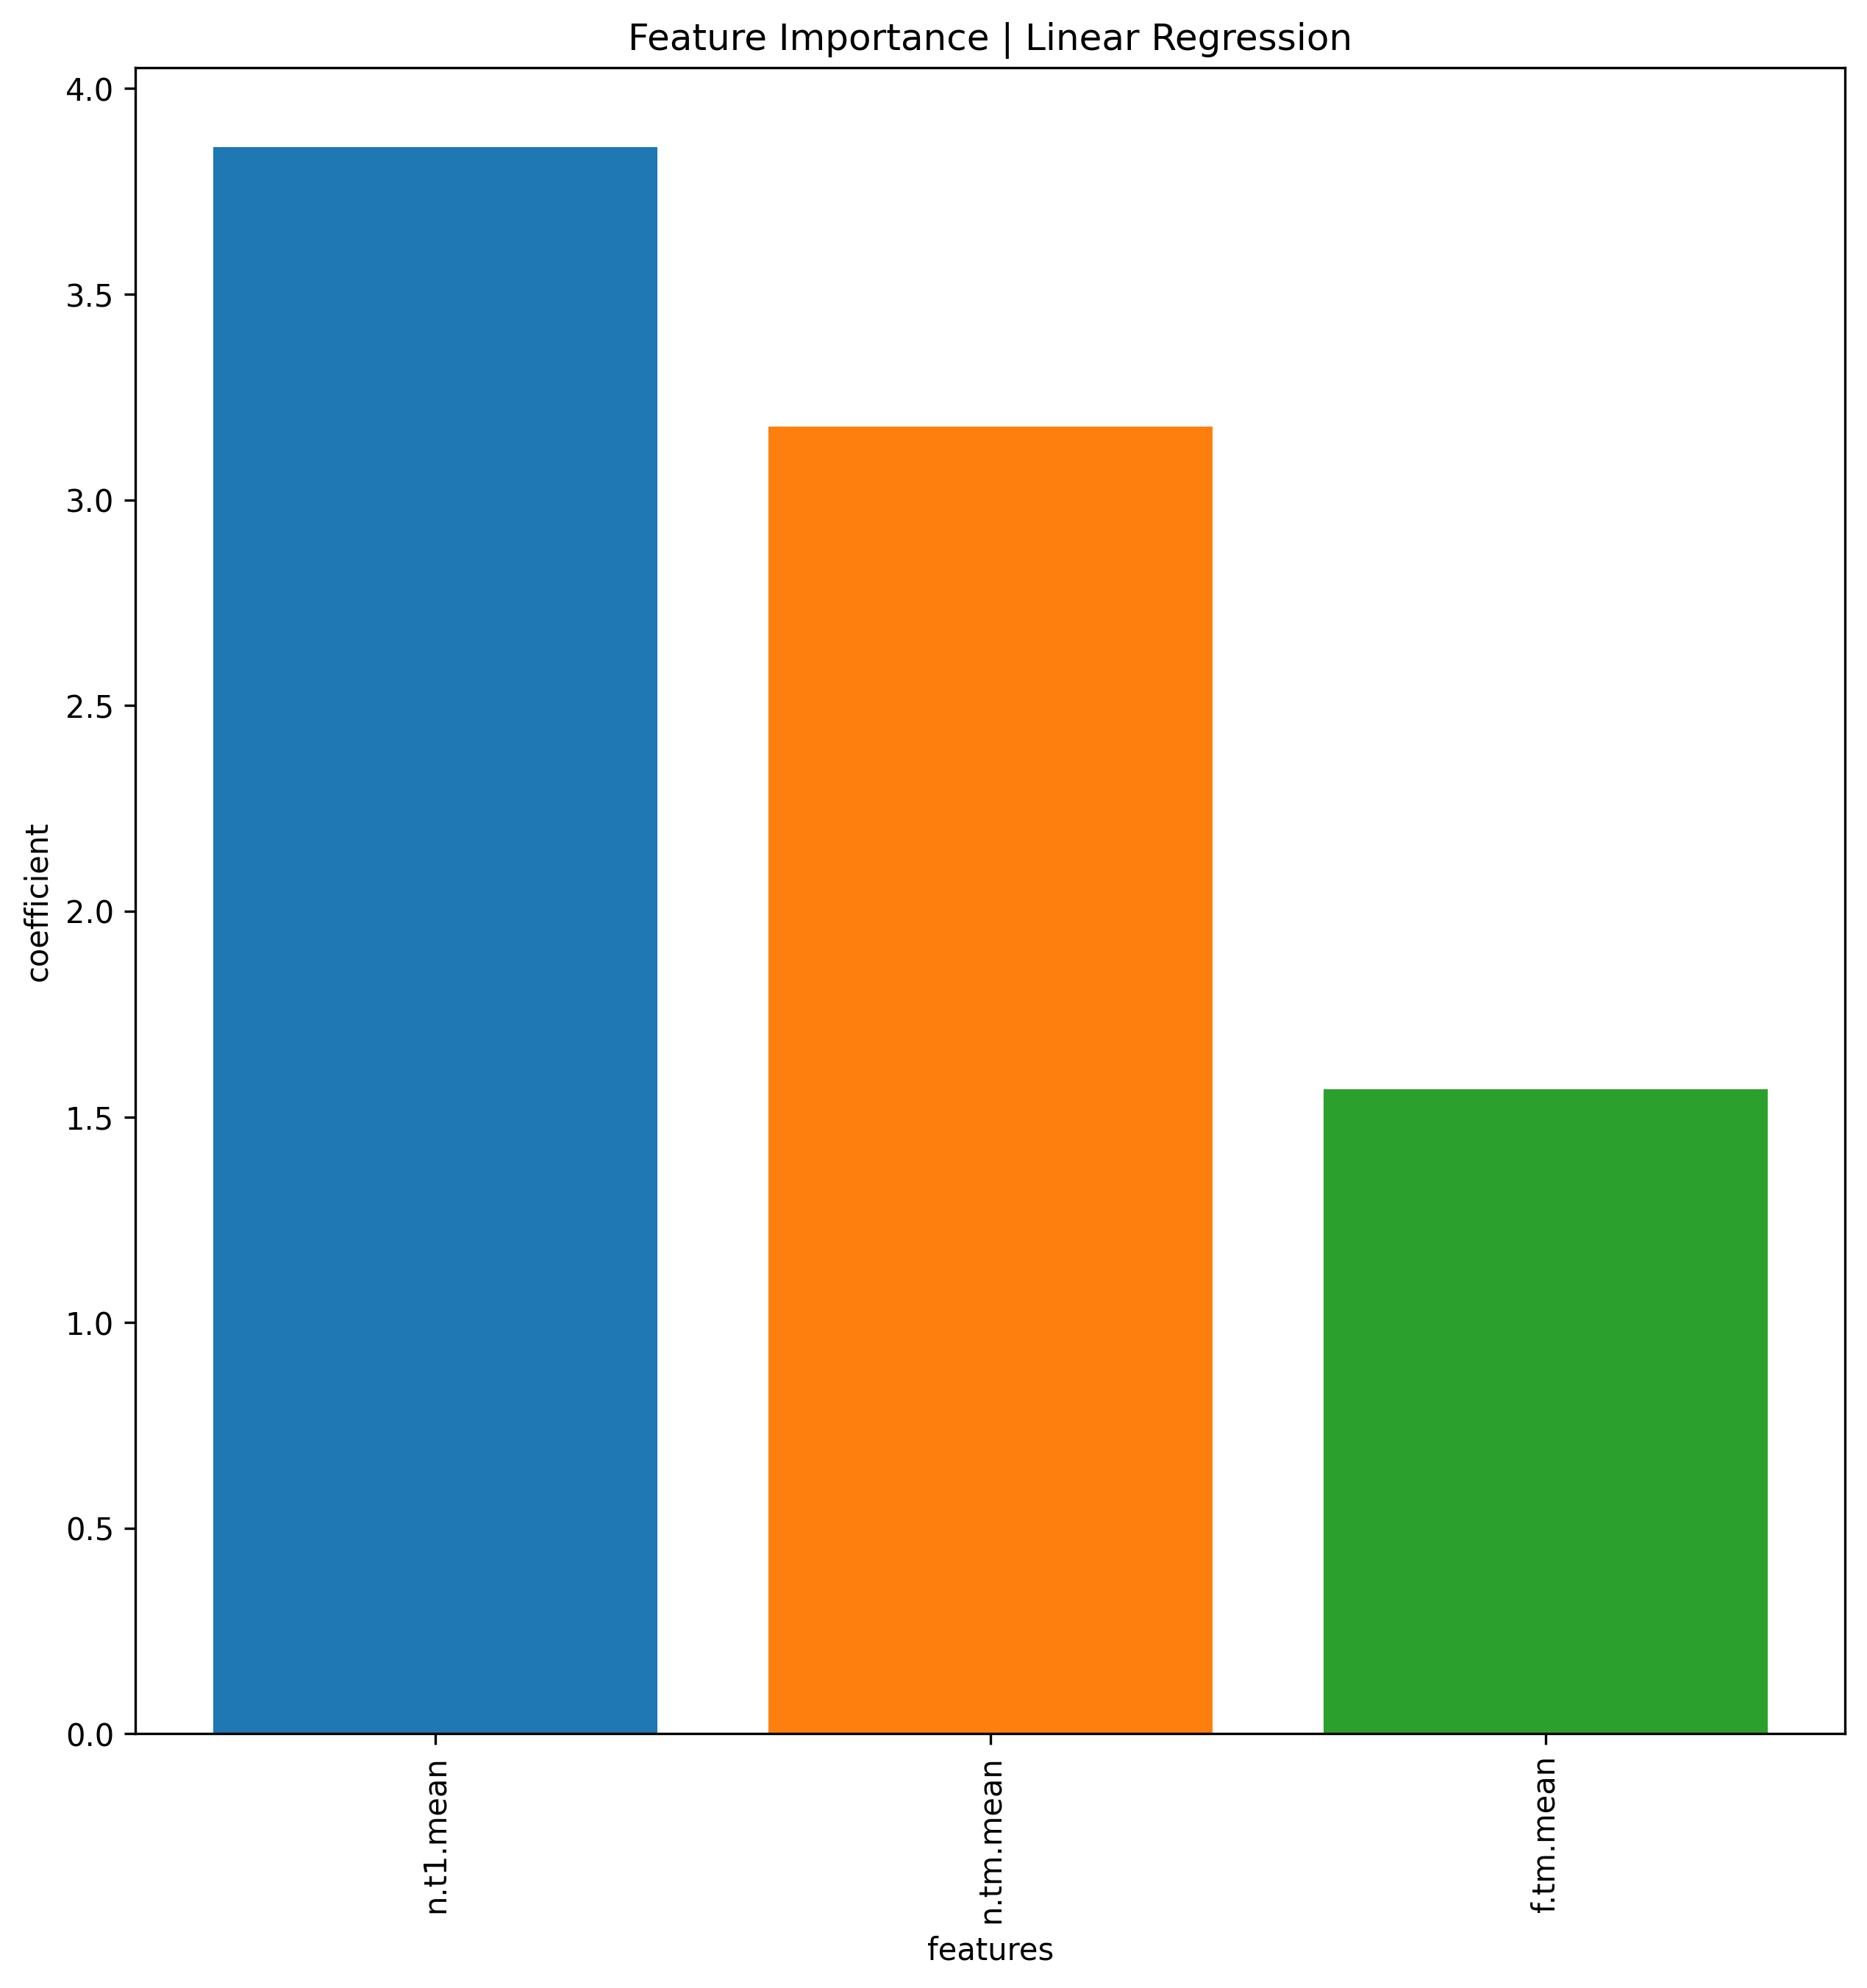 Feature Importance | Linear Regression
4.0
3.5
3.0
2.5
2.0
1.5
1.0
0.5
0.0
coefficient
n.t1.mean
n.tm.mean
f.tm.mean
features